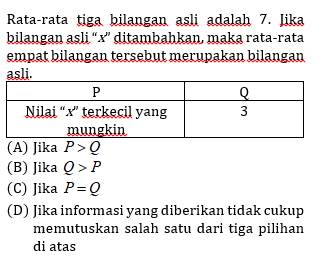 Rata-rata tiga bilangan asli adalah 7. Jika
bilangan asli “x” ditambahkan, maka rata-rata
empat bilangan tersebut merupakan bilangan
asli.
P Q
Nilai “x” terkecil yang 3
mungkin
(A) Jika P > Q
(B) Jika Q > P
(C) Jika P = Q
(D) Jika informasi yang diberikan tidak cukup
memutuskan salah satu dari tiga pilihan
di atas